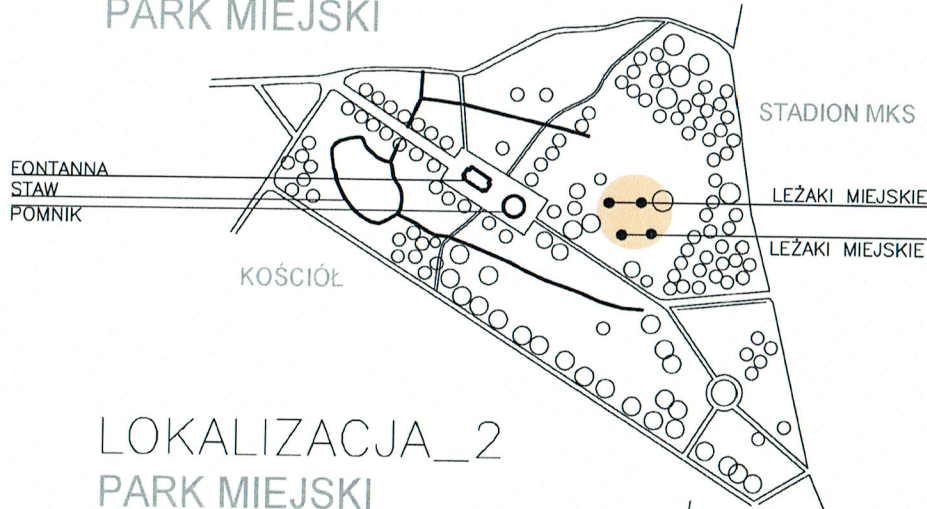 PARK MIEJSKI
STADION MKS
FONTANNA
STAW
POMNIK
LEŻAKI MIEJSKIE
LEŻAKI MIEJSKIE
KOŚCIÓŁ
LOKALIZACJA_2
PARK MIEJSKI